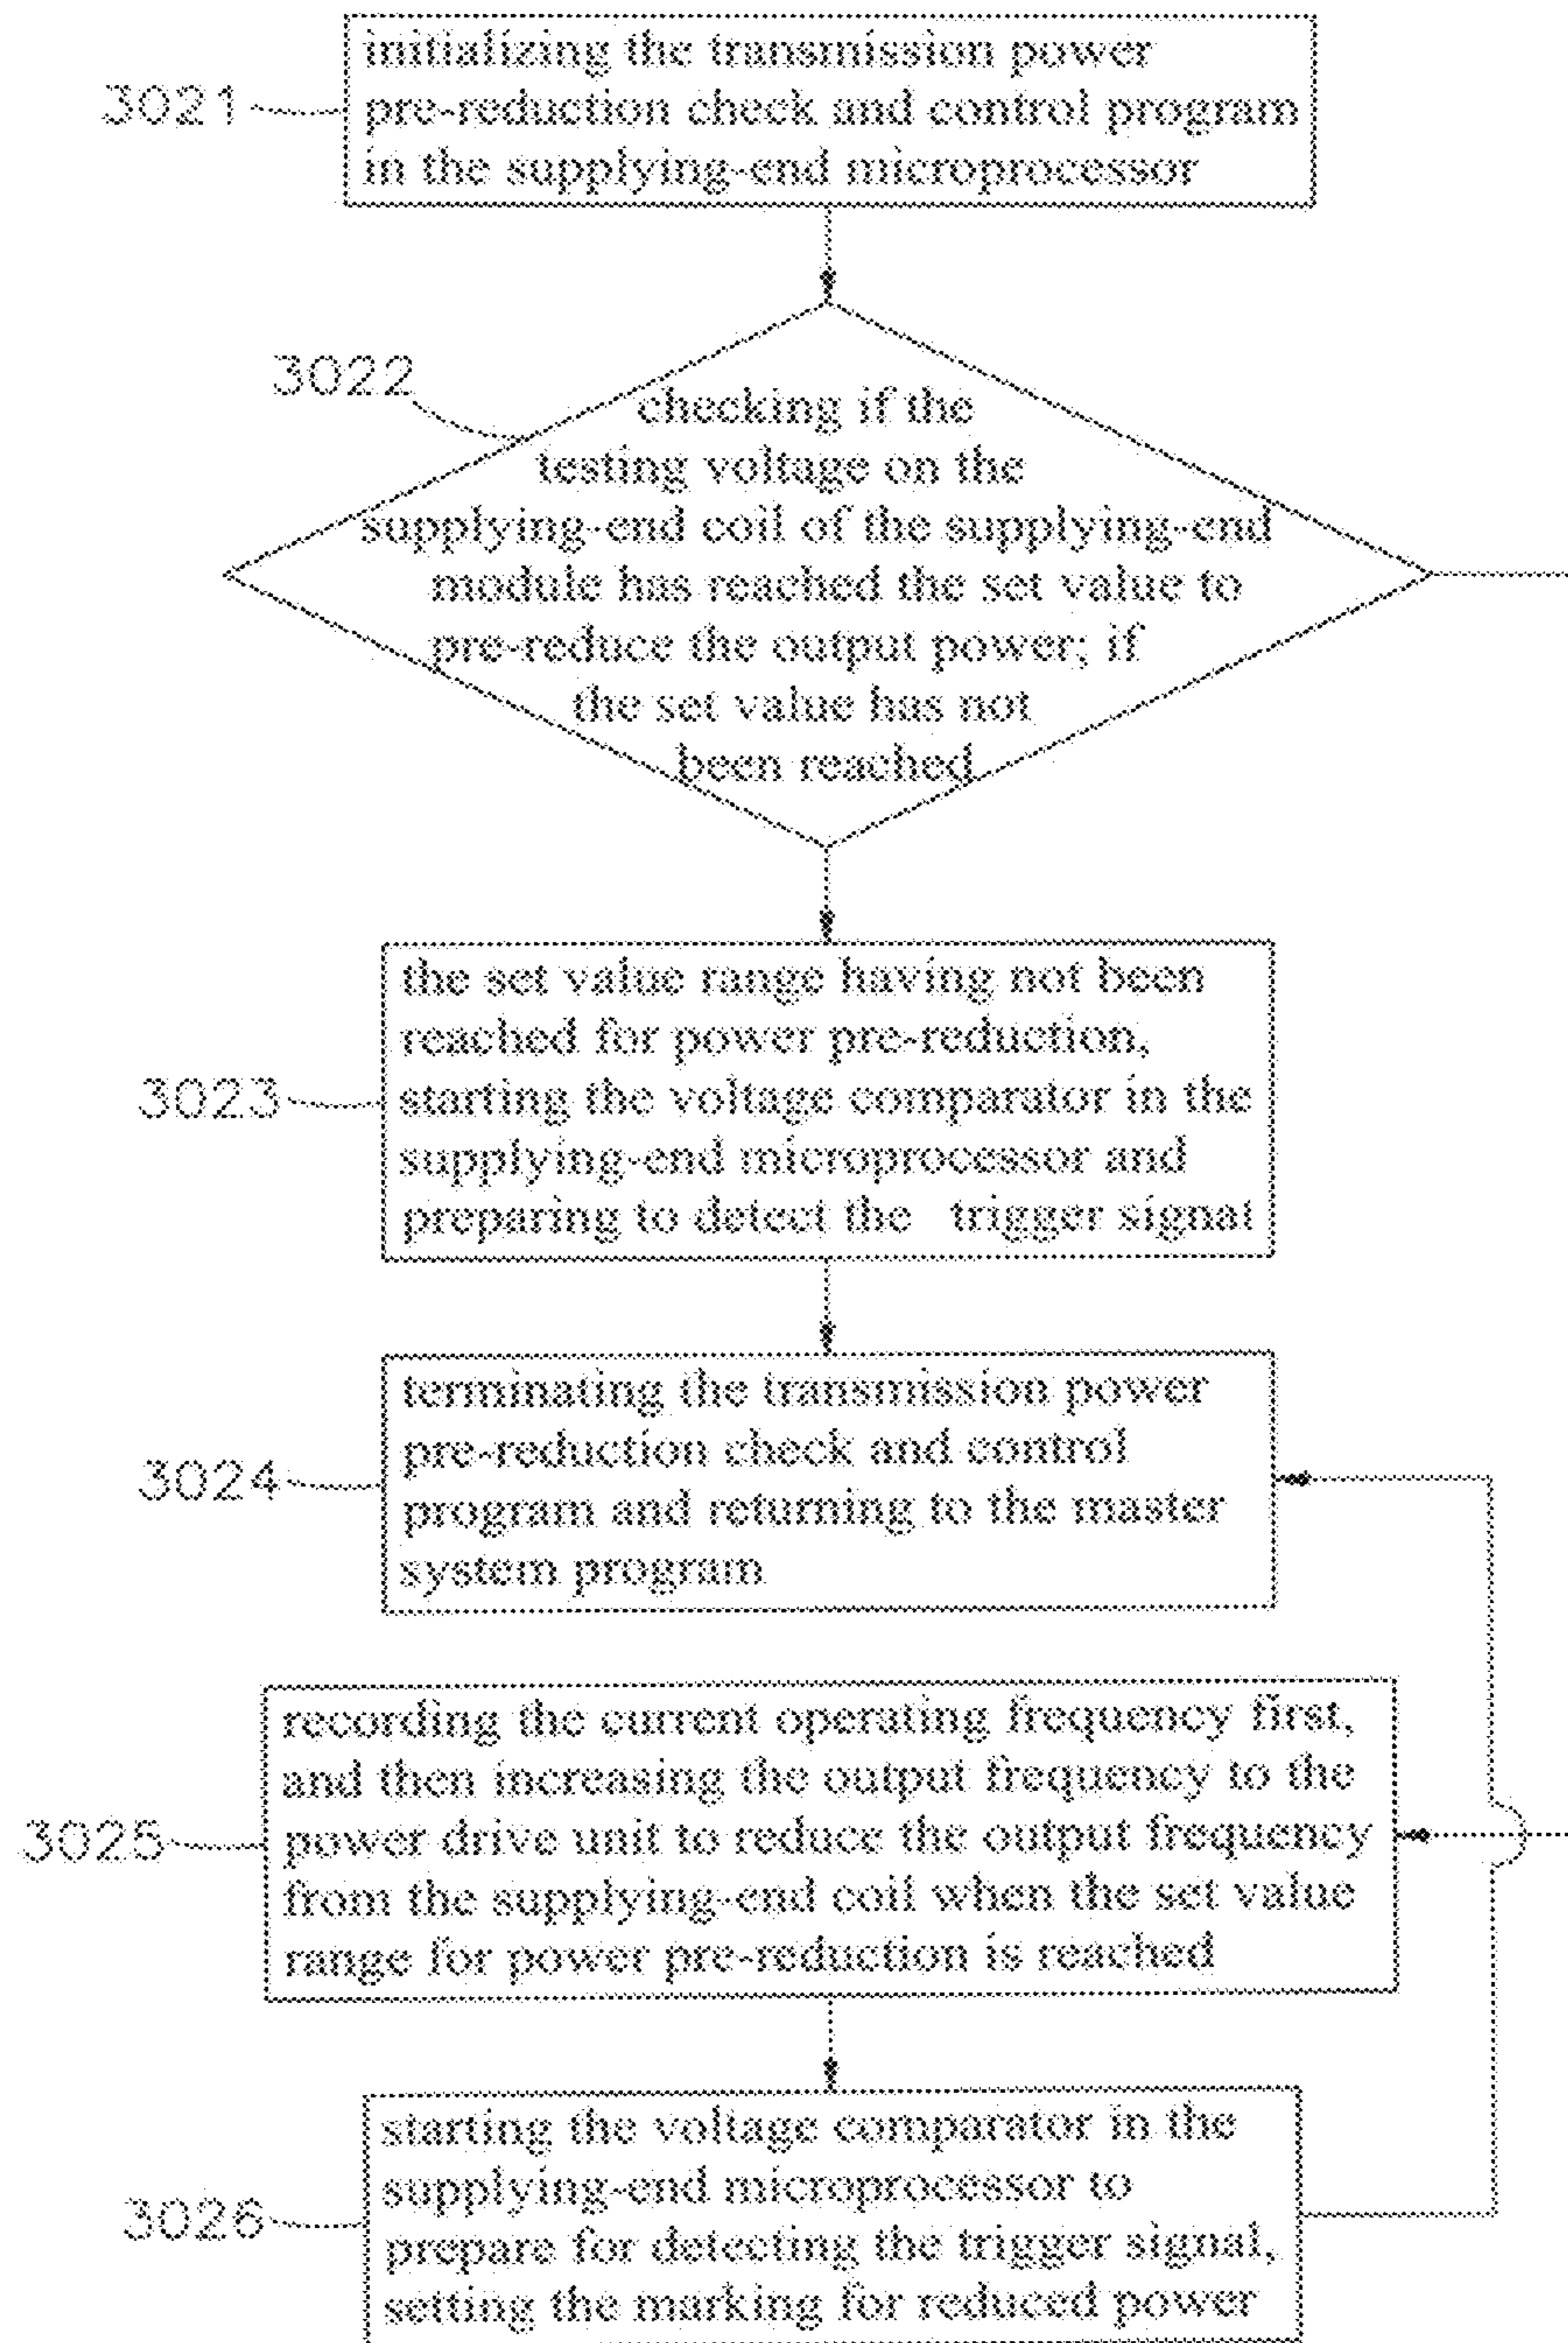 initializing the transmission power
3021
pre-reduction check and control program
in the supplying-end microprocessor
3022
checking if the
testing voltage on the
supplying-end coil of the supplying-end
module has reached the set value to
pre-reduce the output power; if
the set value has not
been reached
the set value range having not been
reached for power pre-reduction,
3023
starting the voltage comparator in the
supplying-end microprocessor and
preparing to detect the trigger signal
terminating the transmission power
pre-reduction check and control
3024
program and returning to the master
system program
recording the current operating frequency first,
and then increasing the output frequency to the
3025
power drive unit to reduce the output frequency
from the supplying-end coil when the set value
range for power pre-reduction is reached
starting the voltage comparator in the
supplying-end microprocessor to
3026
prepare for detecting the trigger signal,
setting the marking for reduced power